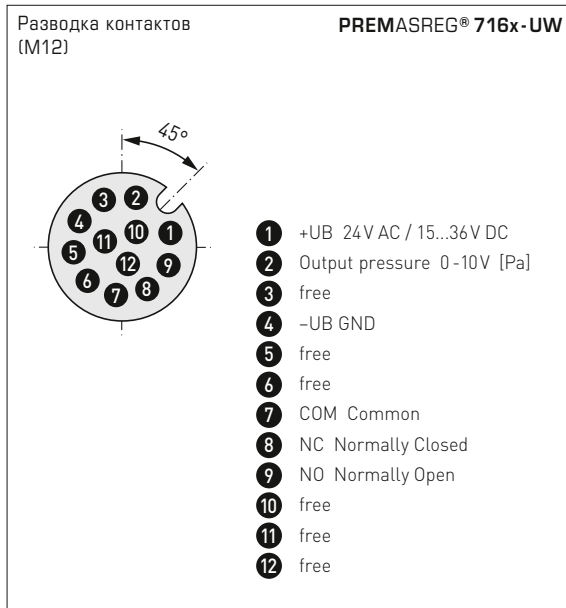 Разводка контактов
(M12)
PREMASREG® 716x-UW
45°
3 2
4 10 1
11
5 12 9
6 7 8
1 +UB 24V AC / 15...36V DC
2 Output pressure 0-10V [Pa]
3 free
4 –UB GND
5 free
6 free
7 COM Common
8 NC Normally Closed
9 NO Normally Open
10 free
11 free
12 free